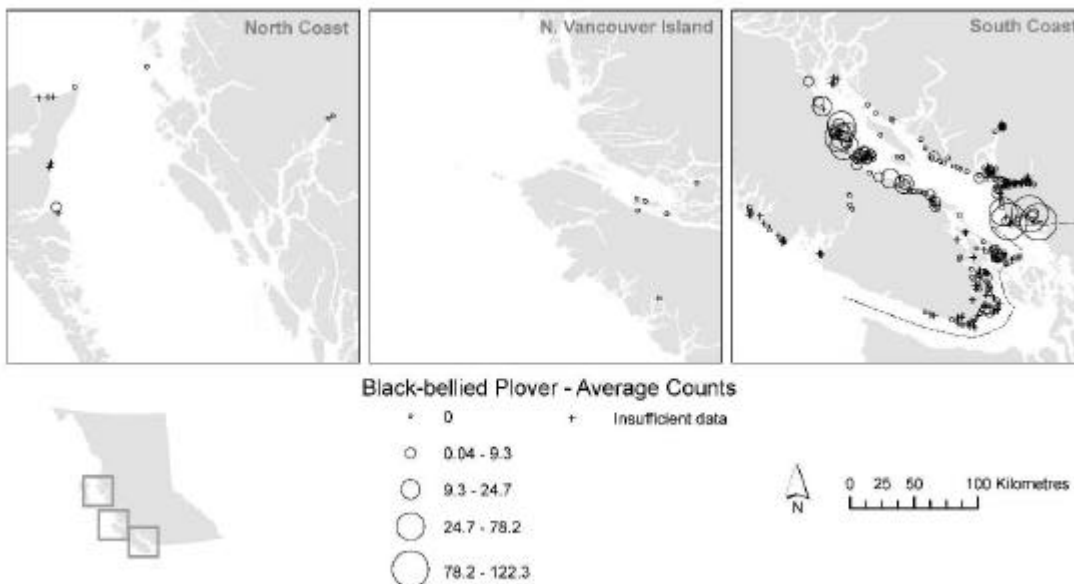 North Coast
N. Vancouver Island
South Coast
Black-bellied Plover - Average Counts
0
Insufficient data
0.04 - 9.3
9.3 - 24.7
24.7 - 78.2
78.2 - 122.3
N
0 25 50 100 Kilometres